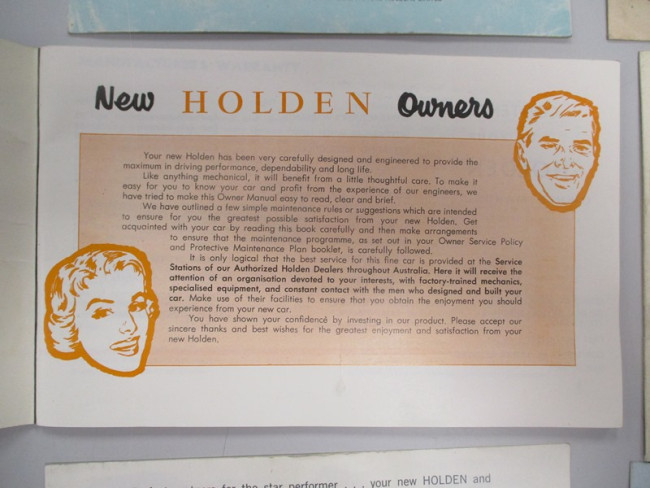 New HOLDEN Owners
Your new Holden has been very carefully designed and engineered to provide the
maximum in driving performance, dependability and long life.
Like anything mechanical, it will benefit from a little thoughtful care. To make it
easy for you to know your car and profit from the experience of our engineers, we
have tried to make this Owner Manual easy to read, clear and brief.
We have outlined a few simple maintenance rules or suggestions which are intended
to ensure for you the greatest possible satisfaction from your new Holden. Get
acquainted with your car by reading this book carefully and then make arrangements
to ensure that the maintenance programme, as set out in your Owner Service Policy
and Protective Maintenance Plan booklet, is carefully followed.
It is only logical that the best service for this fine car is provided at the Service
Stations of our Authorized Holden Dealers throughout Australia. Here it will receive the
attention of an organisation devoted to your interests, with factory-trained mechanics,
specialised equipment, and constant contact with the men who designed and built your
car. Make use of their facilities to ensure that you obtain the enjoyment you should
experience from your new car.
You have shown your confidence by investing in our product. Please accept our
sincere thanks and best wishes for the greatest enjoyment and satisfaction from your
new Holden.
for the star performer . . . your new HOLDEN and